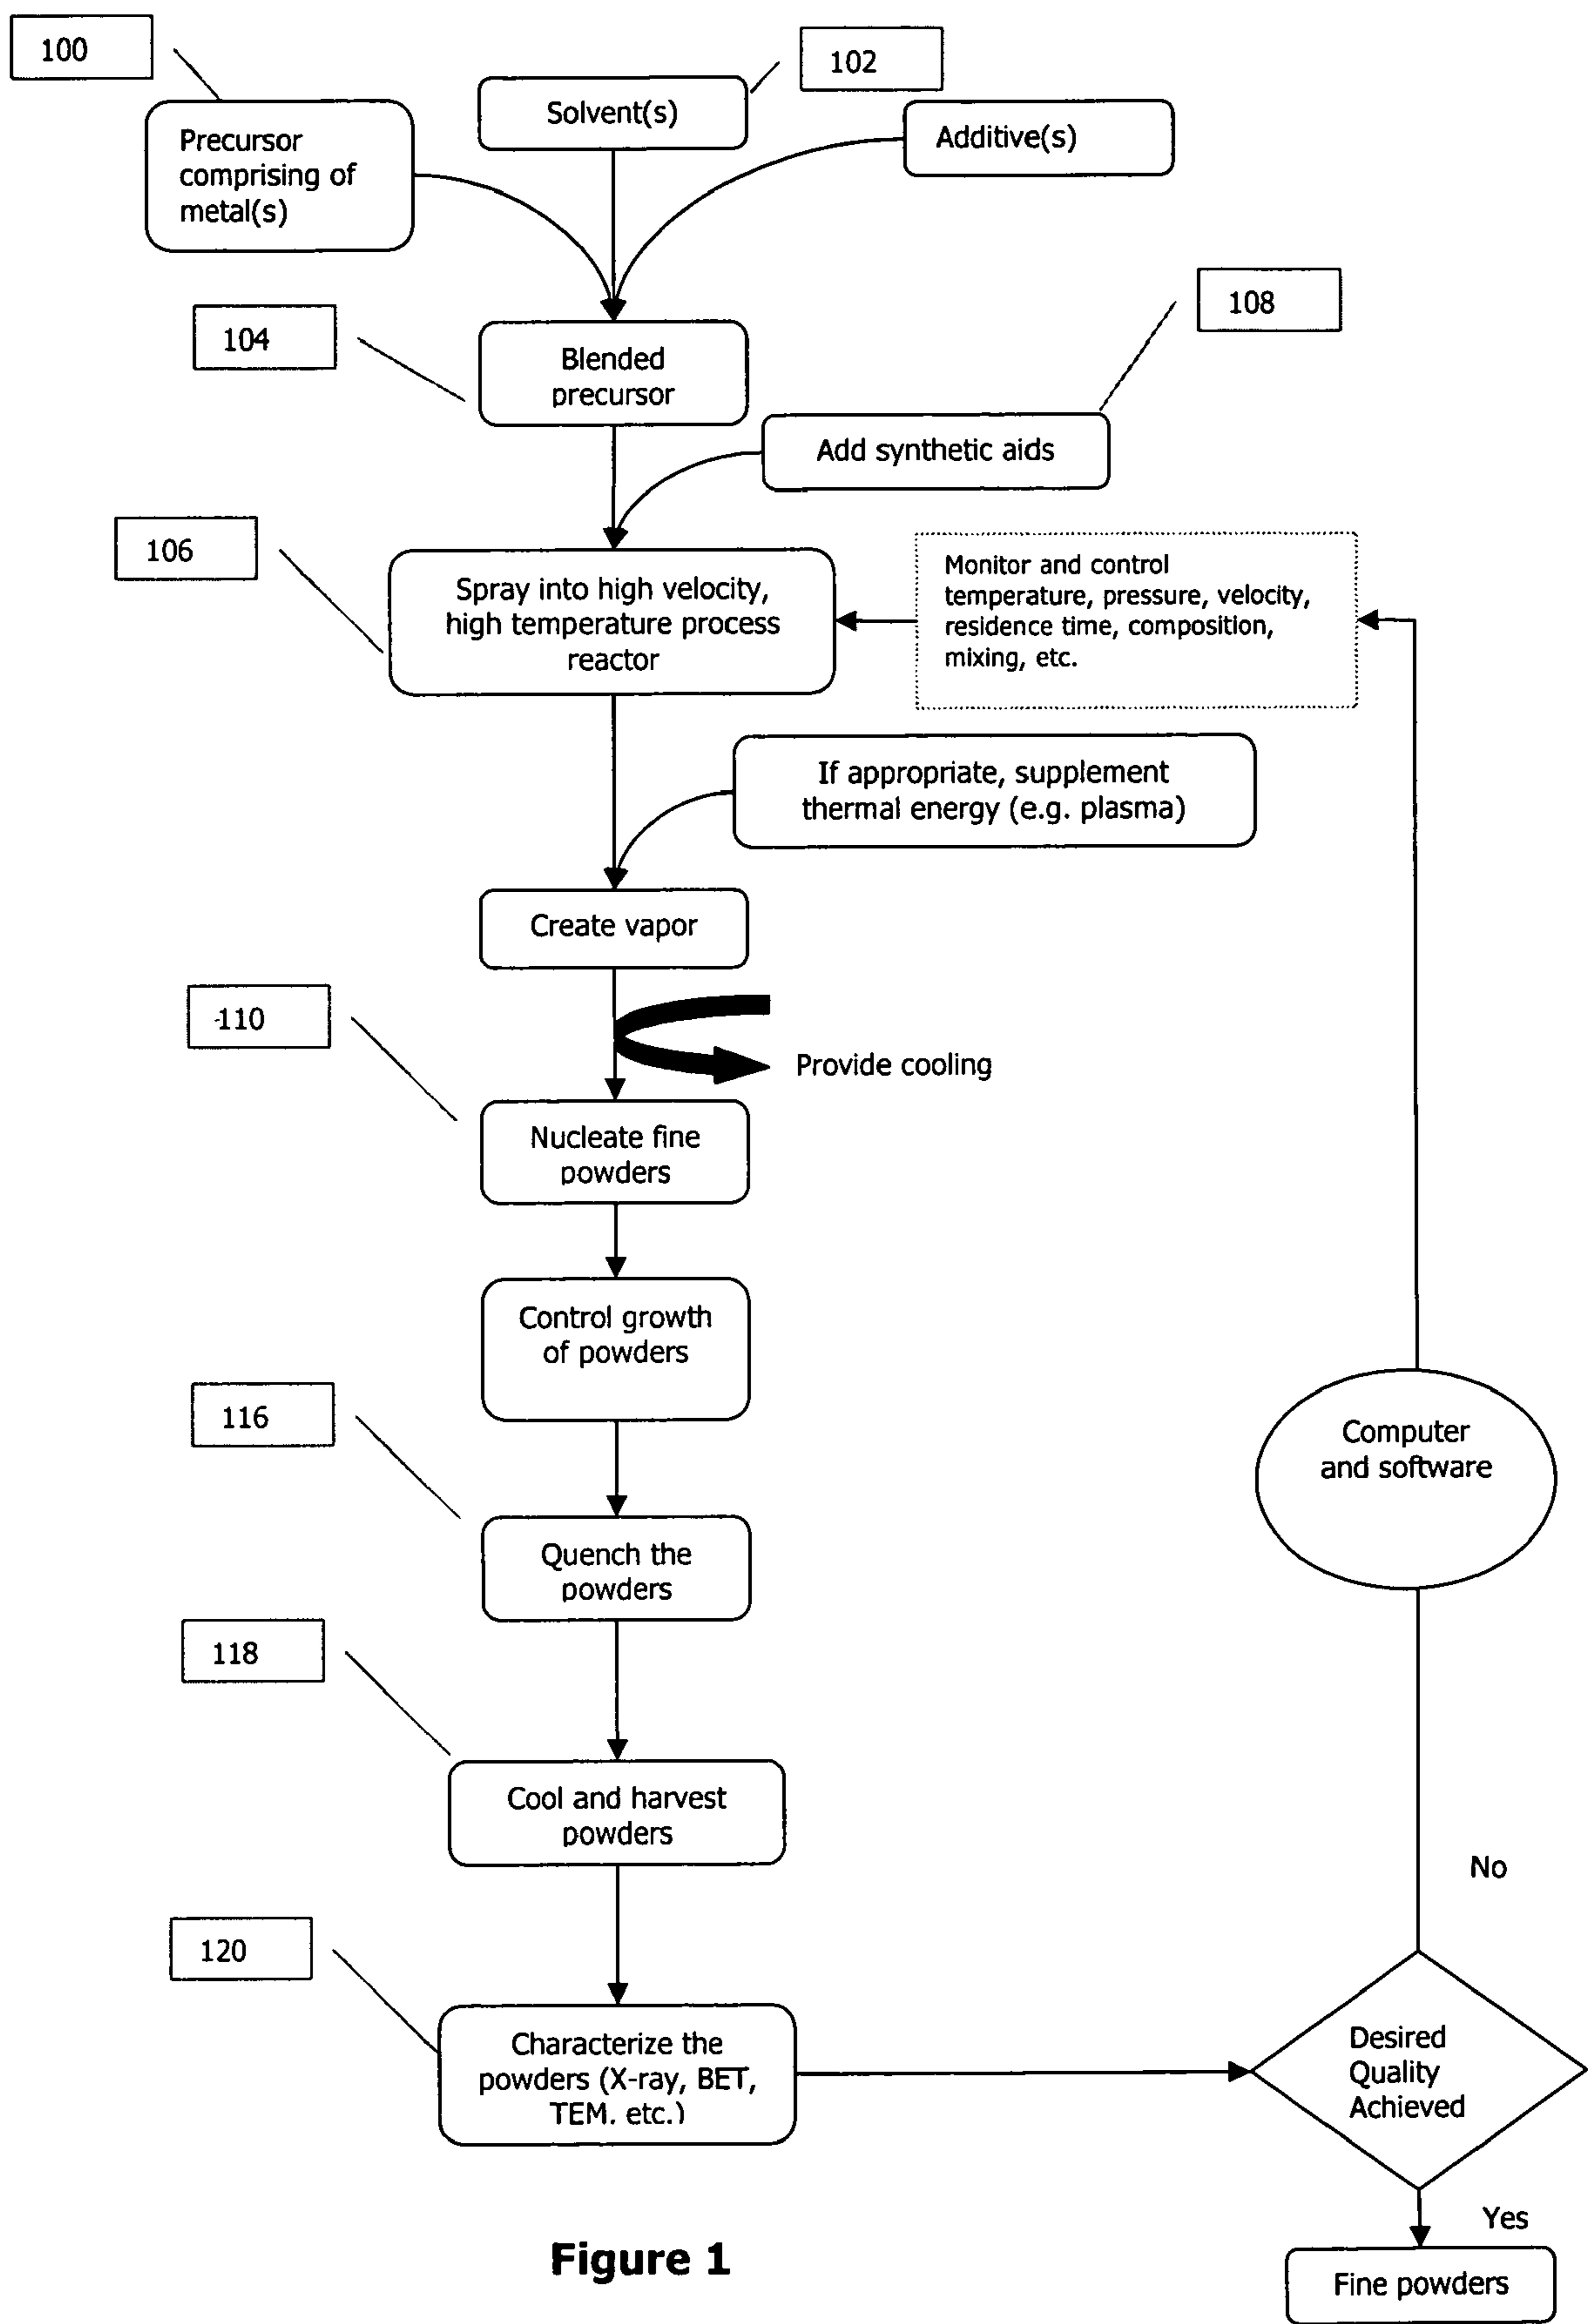 100
102
Solvent(s)
Additive(s)
Precursor
comprising of
metal(s)
108
104
Blended
precursor
Add synthetic aids
106
Spray into high velocity,
high temperature process
reactor
Monitor and control
temperature, pressure, velocity,
residence time, composition,
mixing, etc.
If appropriate, supplement
thermal energy (e.g. plasma)
Create vapor
110
Provide cooling
Nucleate fine
powders
Control growth
of powders
116
Computer
and software
Quench the
powders
118
Cool and harvest
powders
No
120
Characterize the
powders (X-ray, BET,
TEM. etc.)
Desired
Quality
Achieved
Yes
Figure 1
Fine powders